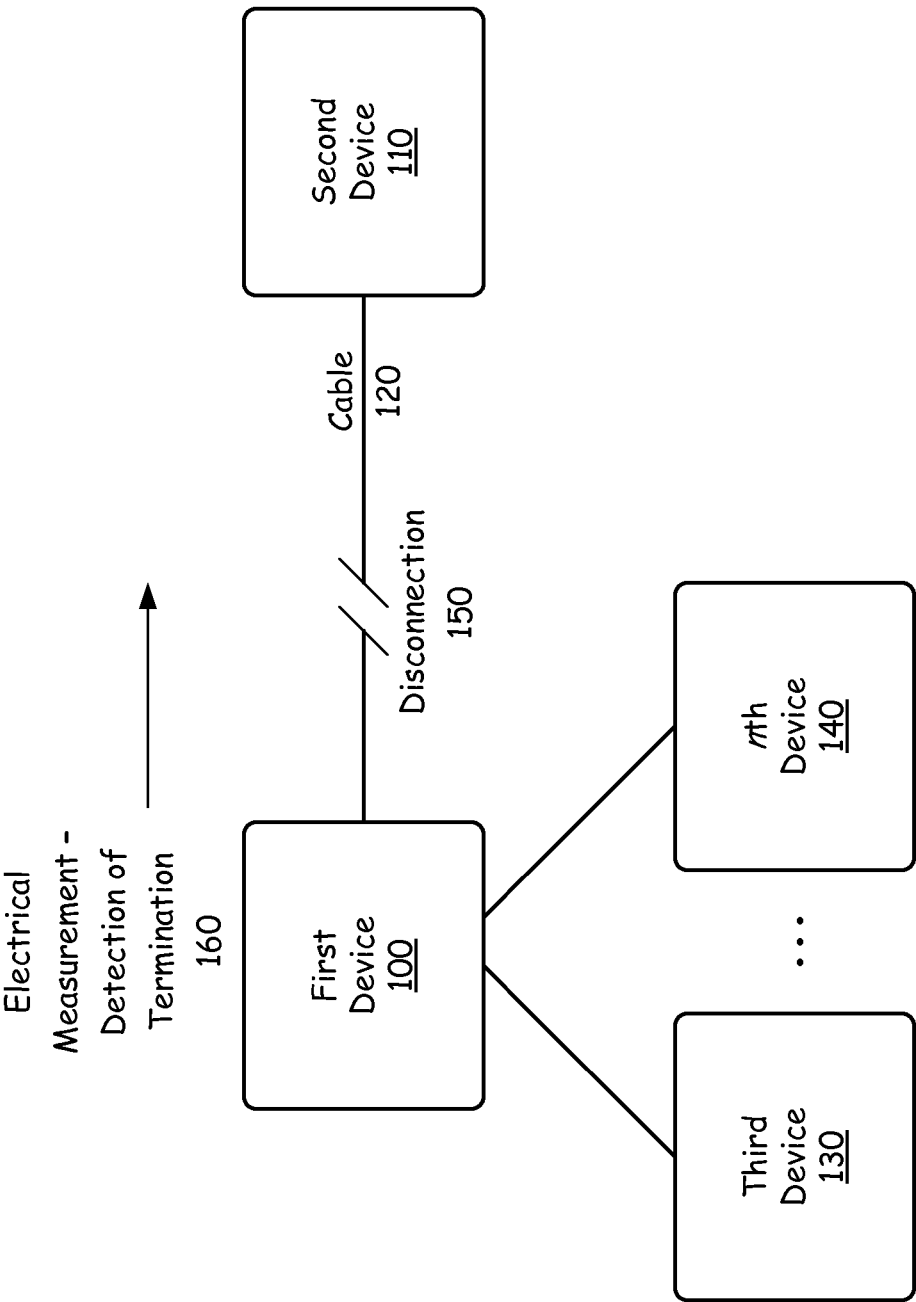 Electrical
Measurement -
Detection of
Termination
160
First
Device
100
Disconnection
150
Cable
120
Second
Device
110
Third
Device
130
...
nth
Device
140